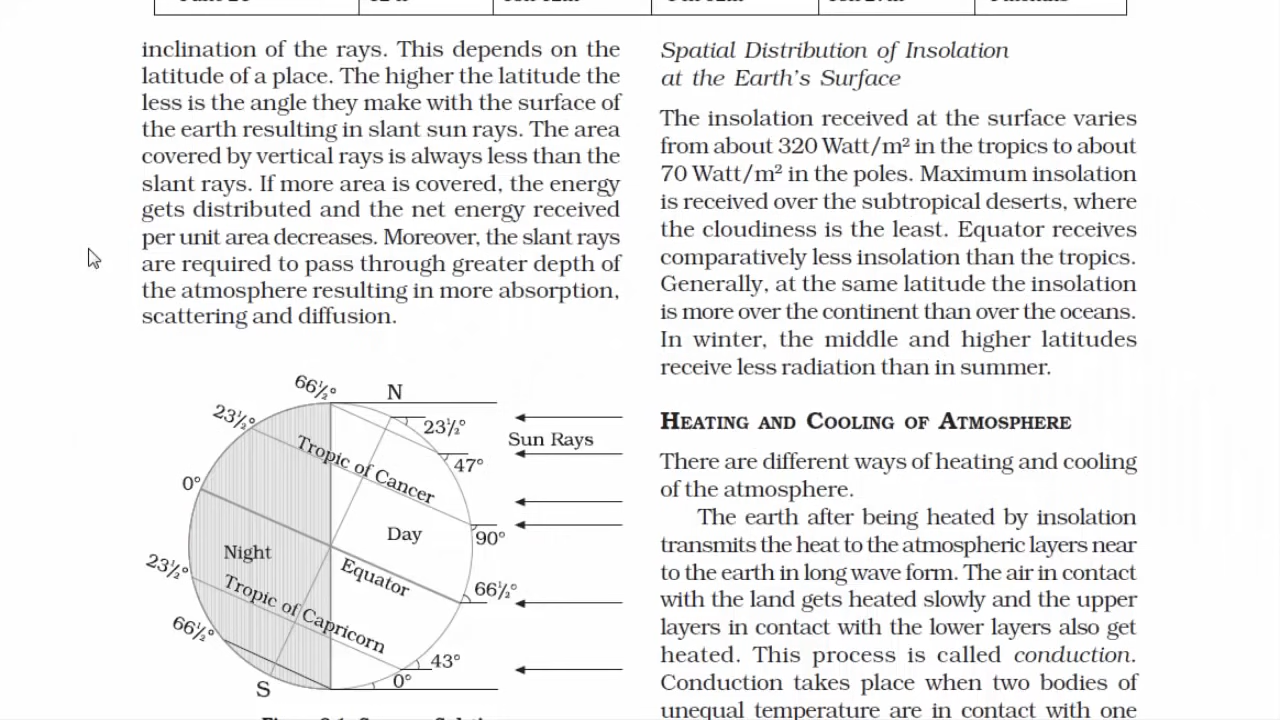 inclination of the rays. This depends on the
latitude of a place. The higher the latitude the
less is the angle they make with the surface of
the earth resulting in slant sun rays. The area
covered by vertical rays is always less than the
slant rays. If more area is covered, the energy
gets distributed and the net energy received
per unit area decreases. Moreover, the slant rays
are required to pass through greater depth of
the atmosphere resulting in more absorption,
scattering and diffusion.
66½°
N
23½°
23½°
Sun Rays
Tropic of Cancer
47°
0°
Day
90°
Night
Equator
66½°
23½°
Tropic of Capricorn
66½°
43°
0°
S
Spatial Distribution of Insolation
at the Earth's Surface
The insolation received at the surface varies
from about 320 Watt/m² in the tropics to about
70 Watt/m² in the poles. Maximum insolation
is received over the subtropical deserts, where
the cloudiness is the least. Equator receives
comparatively less insolation than the tropics.
Generally, at the same latitude the insolation
is more over the continent than over the oceans.
In winter, the middle and higher latitudes
receive less radiation than in summer.
HEATING AND COOLING OF ATMOSPHERE
There are different ways of heating and cooling
of the atmosphere.
The earth after being heated by insolation
transmits the heat to the atmospheric layers near
to the earth in long wave form. The air in contact
with the land gets heated slowly and the upper
layers in contact with the lower layers also get
heated. This process is called conduction.
Conduction takes place when two bodies of
unequal temperature are in contact with one